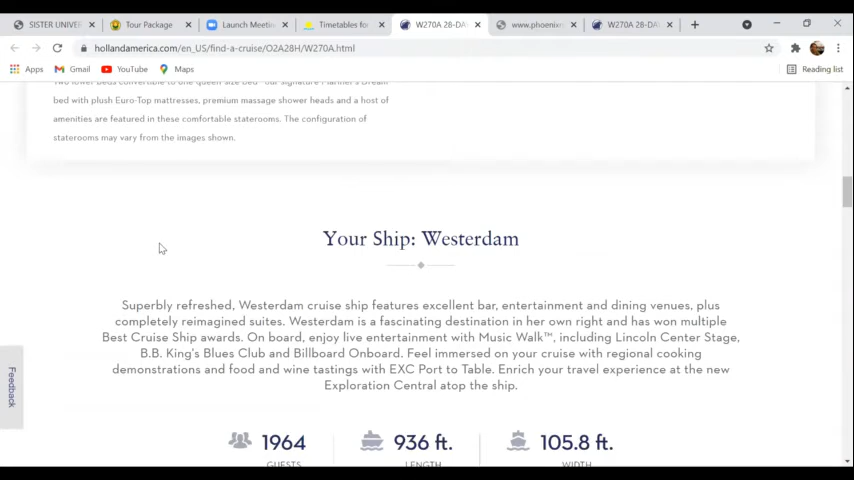 SISTER UNIVER
Tour Package
Launch Meetin
Timetables for
W270A 28-DAY
www.phoenixr
W270A 28-DAY
hollandamerica.com/en_US/find-a-cruise/O2A28H/W270A.html
Apps
Gmail
YouTube
Maps
Reading list
Two lower beds convertible to one queen-size bed—our signature Mariner's Dream
bed with plush Euro-Top mattresses, premium massage shower heads and a host of
amenities are featured in these comfortable staterooms. The configuration of
staterooms may vary from the images shown.
Your Ship: Westerdam
Superbly refreshed, Westerdam cruise ship features excellent bar, entertainment and dining venues, plus
completely reimagined suites. Westerdam is a fascinating destination in her own right and has won multiple
Best Cruise Ship awards. On board, enjoy live entertainment with Music Walk™, including Lincoln Center Stage,
B.B. King's Blues Club and Billboard Onboard. Feel immersed on your cruise with regional cooking
demonstrations and food and wine tastings with EXC Port to Table. Enrich your travel experience at the new
Exploration Central atop the ship.
Feedback
1964
936 ft.
105.8 ft.
GUESTS
LENGTH
WIDTH